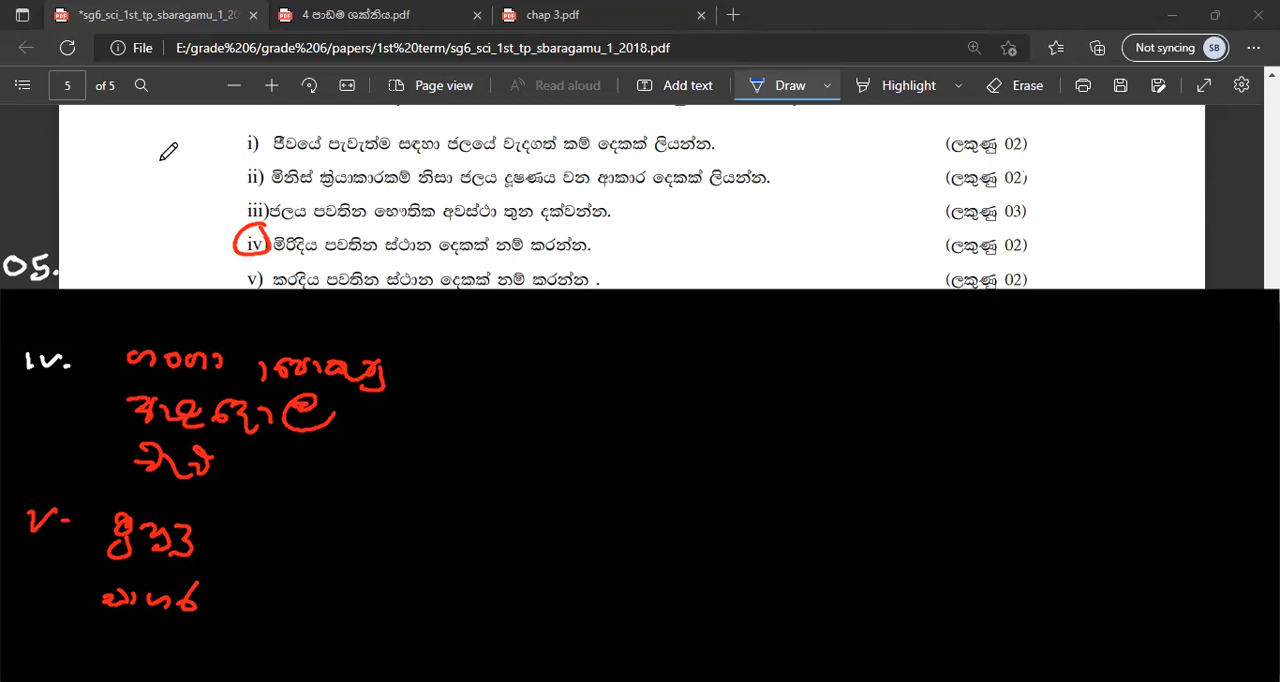 *sg6_sci_1st_tp_sbaragamu_1_20 4 පාඩම ශක්තිය.pdf chap 3.pdf
File E:/grade%206/grade%206/papers/1st%20term/sg6_sci_1st_tp_sbaragamu_1_2018.pdf Not syncing SB
5 of 5 Page view Read aloud Add text Draw Highlight Erase
i) ජීවයේ පැවැත්ම සඳහා ජලයේ වැදගත් කම් දෙකක් ලියන්න. (ලකුණු 02)
ii) මිනිස් ක්‍රියාකාරකම් නිසා ජලය දූෂණය වන ආකාර දෙකක් ලියන්න. (ලකුණු 02)
iii)ජලය පවතින භෞතික අවස්ථා තුන දක්වන්න. (ලකුණු 03)
iv) මිරිදිය පවතින ස්ථාන දෙකක් නම් කරන්න. (ලකුණු 02)
05.
v) කරදිය පවතින ස්ථාන දෙකක් නම් කරන්න . (ලකුණු 02)
iv. ගංගා , පොකුණු
ඇළ දොළ
වැව්
v. මුහුදු
සාගර